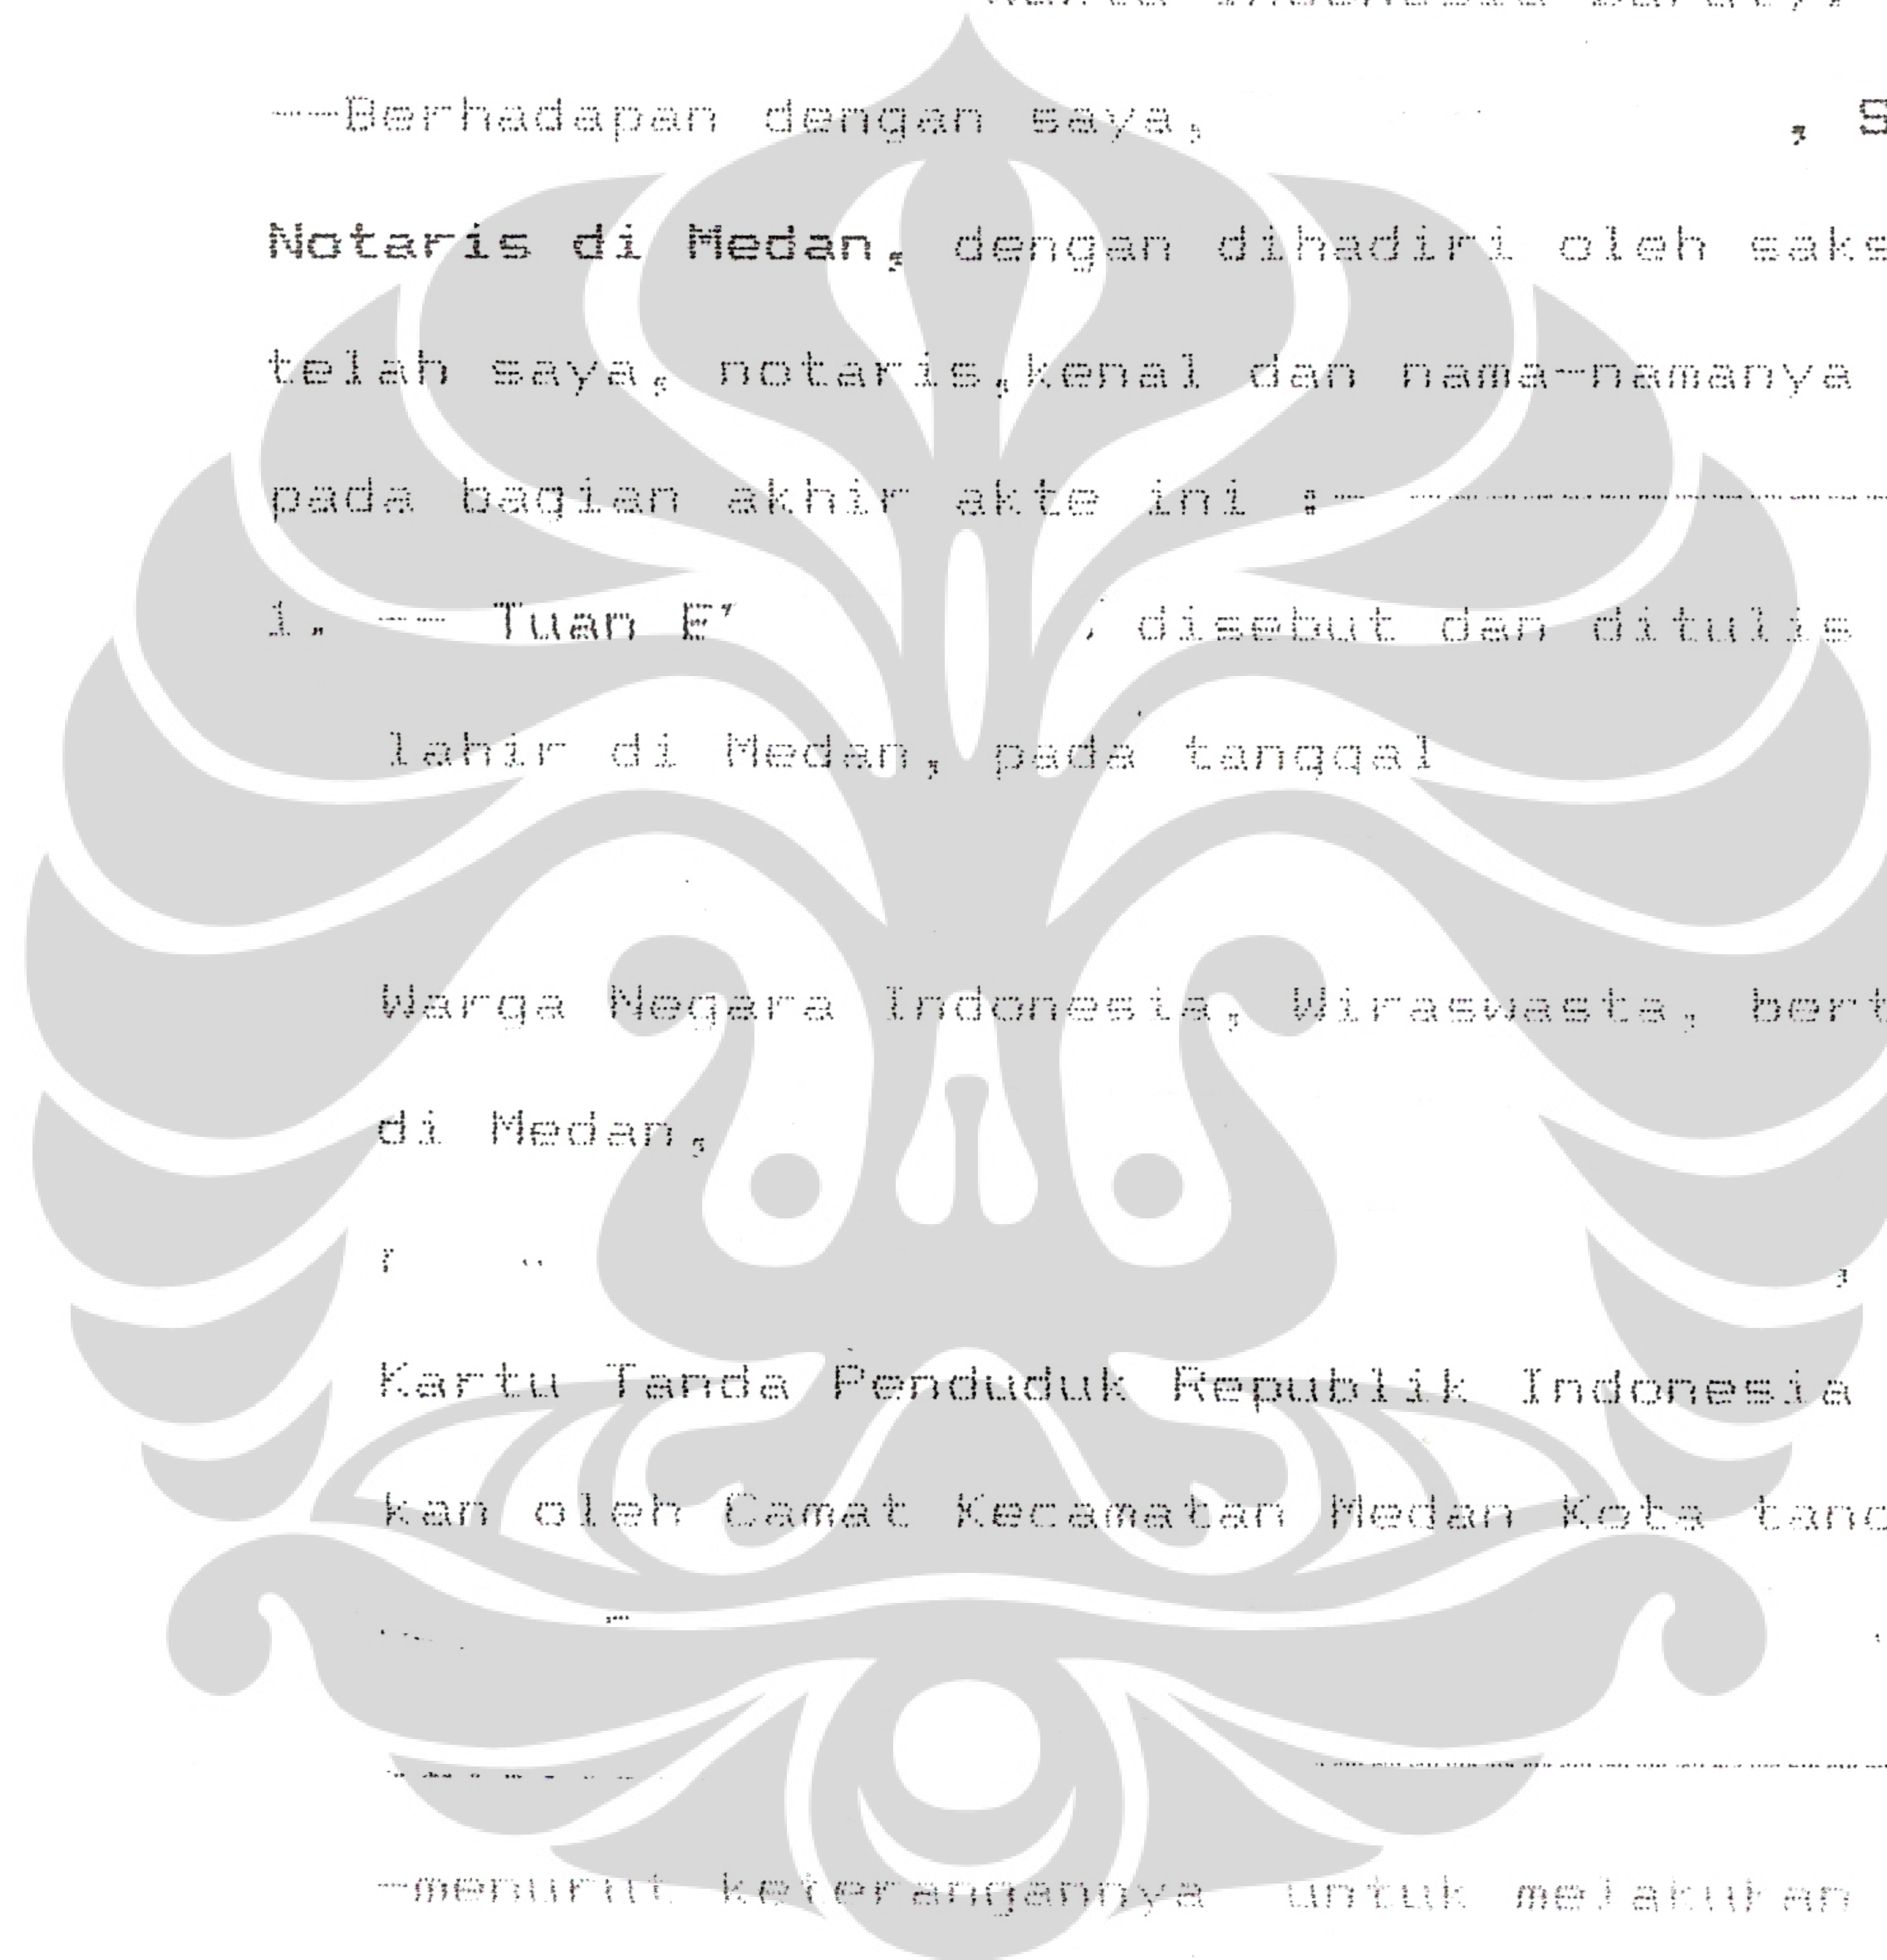 --Berhadapan dengan saya, , S
Notaris di Medan, dengan dihadiri oleh saks
telah saya, notaris,kenal dan nama-namanya
pada bagian akhir akte ini :- ----------
1. -- Tuan E disebut dan ditulis
lahir di Medan, pada tanggal
Warga Negara Indonesia, Wiraswasta, bert
di Medan,
Kartu Tanda Penduduk Republik Indonesia
kan oleh Camat Kecamatan Medan Kota tang
-menurut keterangannya untuk melakukan